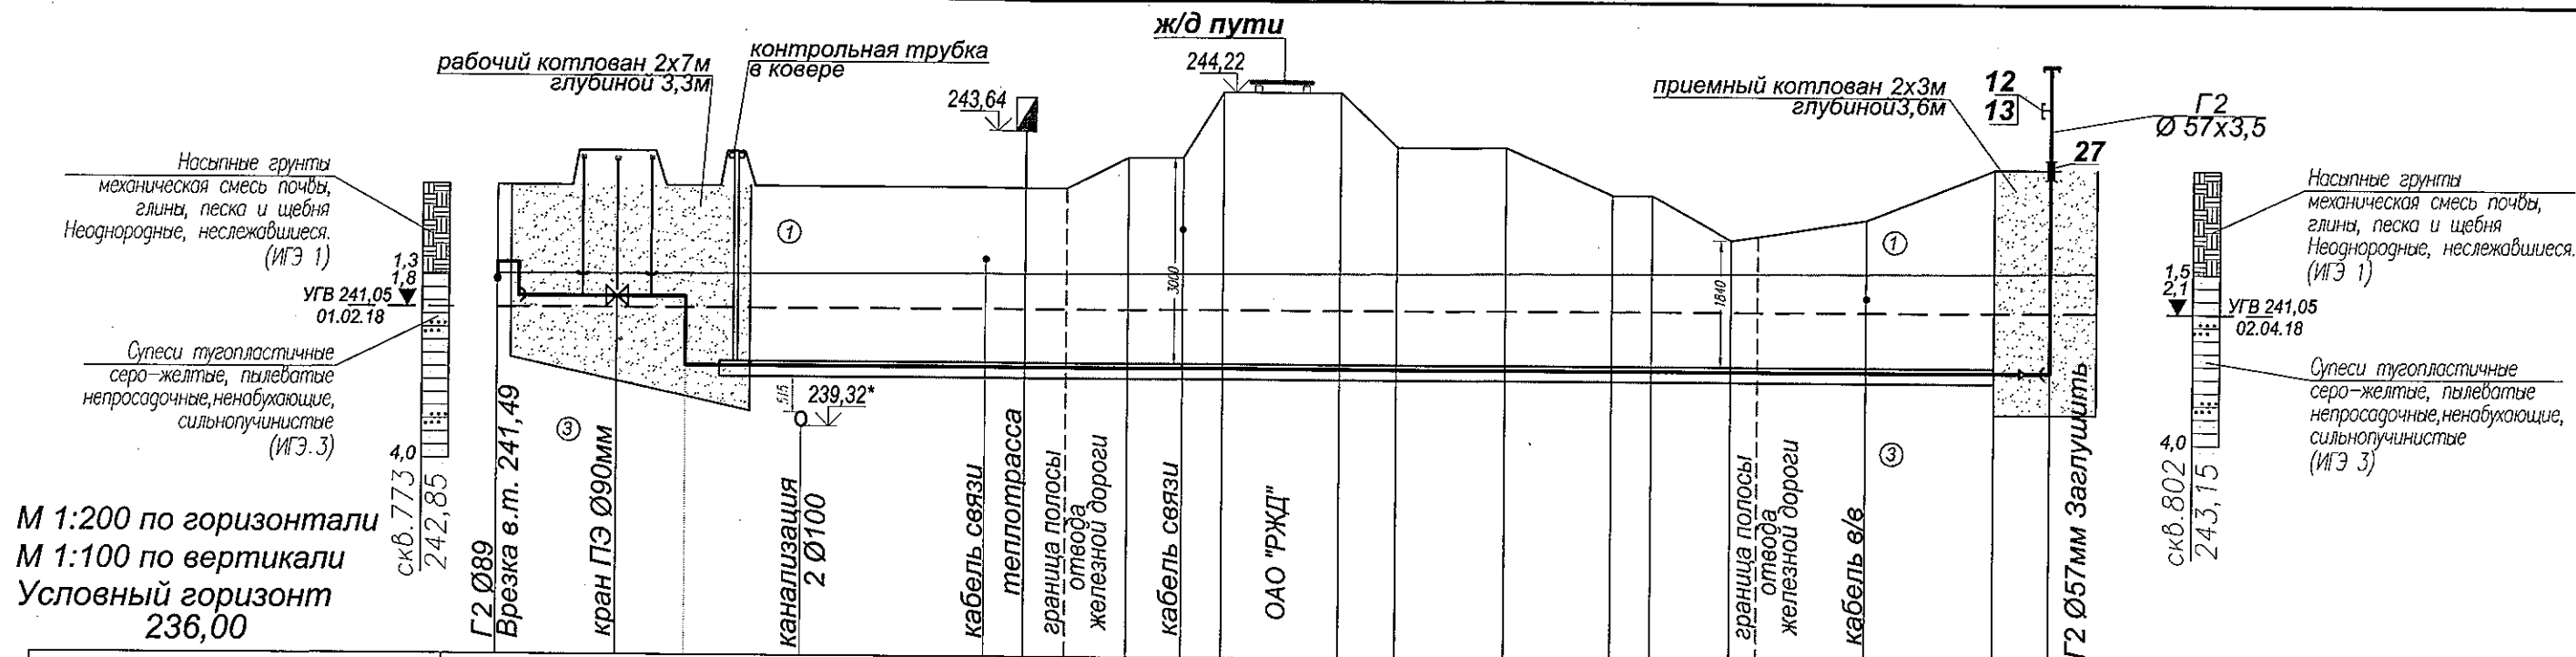 ж/д пути
244,22
рабочий котлован 2х7м
глубиной 3,3м
контрольная трубка
в ковере
243,64
приемный котлован 2х3м
глубиной3,6м
12
13
Г2
Ø 57х3,5
27
Насыпные грунты
механическая смесь почвы,
глины, песка и щебня
Неоднородные, неслежавшиеся.
(ИГЭ 1)
1,3
1,8
УГВ 241,05
01.02.18
Супеси тугопластичные
серо-желтые, пылеватые
непросадочные,ненабухающие,
сильнопучинистые
(ИГЭ.3)
4,0
скв.773
242,85
М 1:200 по горизонтали
М 1:100 по вертикали
Условный горизонт
236,00
1
3
Г2 Ø89
Врезка в.т. 241,49
кран ПЭ Ø90мм
515
239,32*
канализация
2 Ø100
кабель связи
теплотрасса
граница полосы
отвода
железной дороги
3000
кабель связи
ОАО "РЖД"
1840
граница полосы
отвода
железной дороги
кабель в/в
1
3
Г2 Ø57мм Заглушить
Насыпные грунты
механическая смесь почвы,
глины, песка и щебня
Неоднородные, неслежавшиеся.
(ИГЭ 1)
1,5
2,1
УГВ 241,05
02.04.18
Супеси тугопластичные
серо-желтые, пылеватые
непросадочные,ненабухающие,
сильнопучинистые
(ИГЭ 3)
4,0
скв.802
243,15